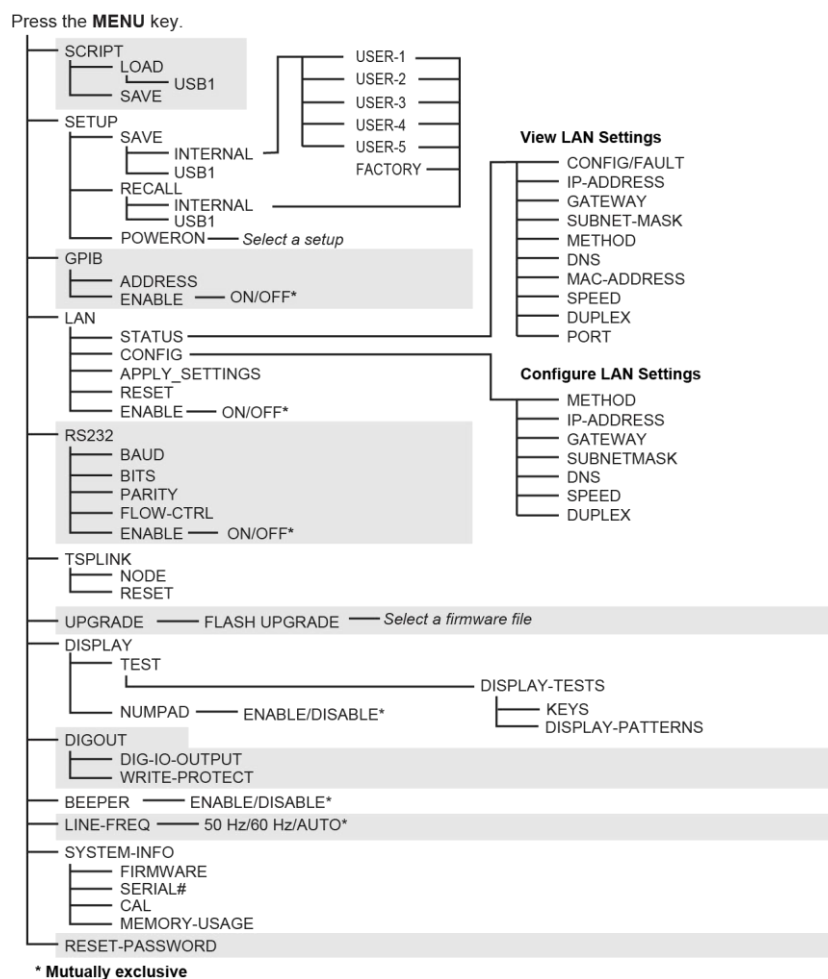 Press the MENU key.
SCRIPT
LOAD
USB1
SAVE
SETUP
SAVE
INTERNAL
USB1
RECALL
INTERNAL
USB1
POWERON
Select a setup
USER-1
USER-2
USER-3
USER-4
USER-5
FACTORY
GPIB
ADDRESS
ENABLE
ON/OFF*
LAN
STATUS
CONFIG
APPLY_SETTINGS
RESET
ENABLE
ON/OFF*
View LAN Settings
CONFIG/FAULT
IP-ADDRESS
GATEWAY
SUBNET-MASK
METHOD
DNS
MAC-ADDRESS
SPEED
DUPLEX
PORT
Configure LAN Settings
METHOD
IP-ADDRESS
GATEWAY
SUBNETMASK
DNS
SPEED
DUPLEX
RS232
BAUD
BITS
PARITY
FLOW-CTRL
ENABLE
ON/OFF*
TSPLINK
NODE
RESET
UPGRADE
FLASH UPGRADE
Select a firmware file
DISPLAY
TEST
DISPLAY-TESTS
KEYS
DISPLAY-PATTERNS
NUMPAD
ENABLE/DISABLE*
DIGOUT
DIG-IO-OUTPUT
WRITE-PROTECT
BEEPER
ENABLE/DISABLE*
LINE-FREQ
50 Hz/60 Hz/AUTO*
SYSTEM-INFO
FIRMWARE
SERIAL#
CAL
MEMORY-USAGE
RESET-PASSWORD
* Mutually exclusive